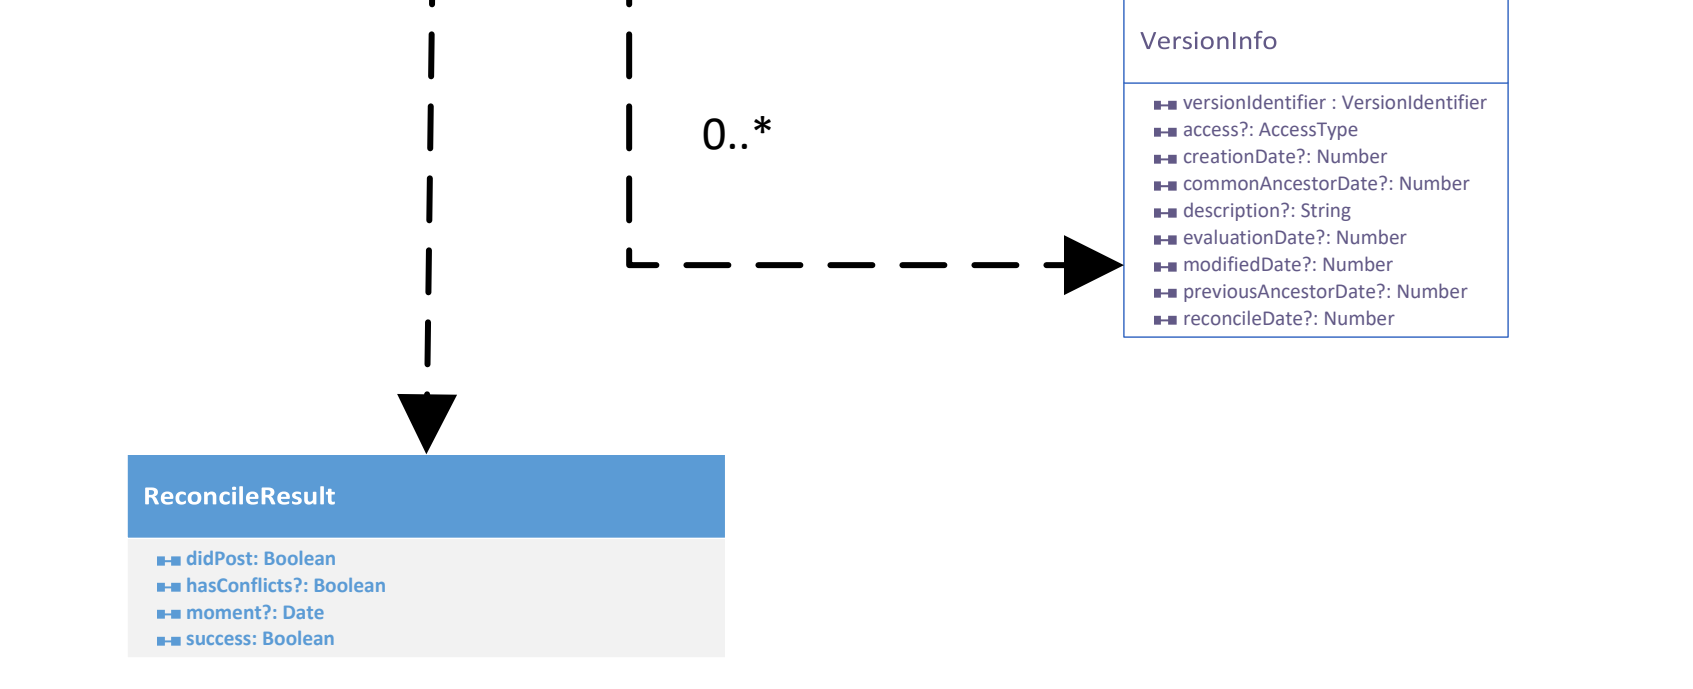 VersionInfo
versionIdentifier : VersionIdentifier
access?: AccessType
creationDate?: Number
commonAncestorDate?: Number
description?: String
evaluationDate?: Number
modifiedDate?: Number
previousAncestorDate?: Number
reconcileDate?: Number
0..*
ReconcileResult
didPost: Boolean
hasConflicts?: Boolean
moment?: Date
success: Boolean